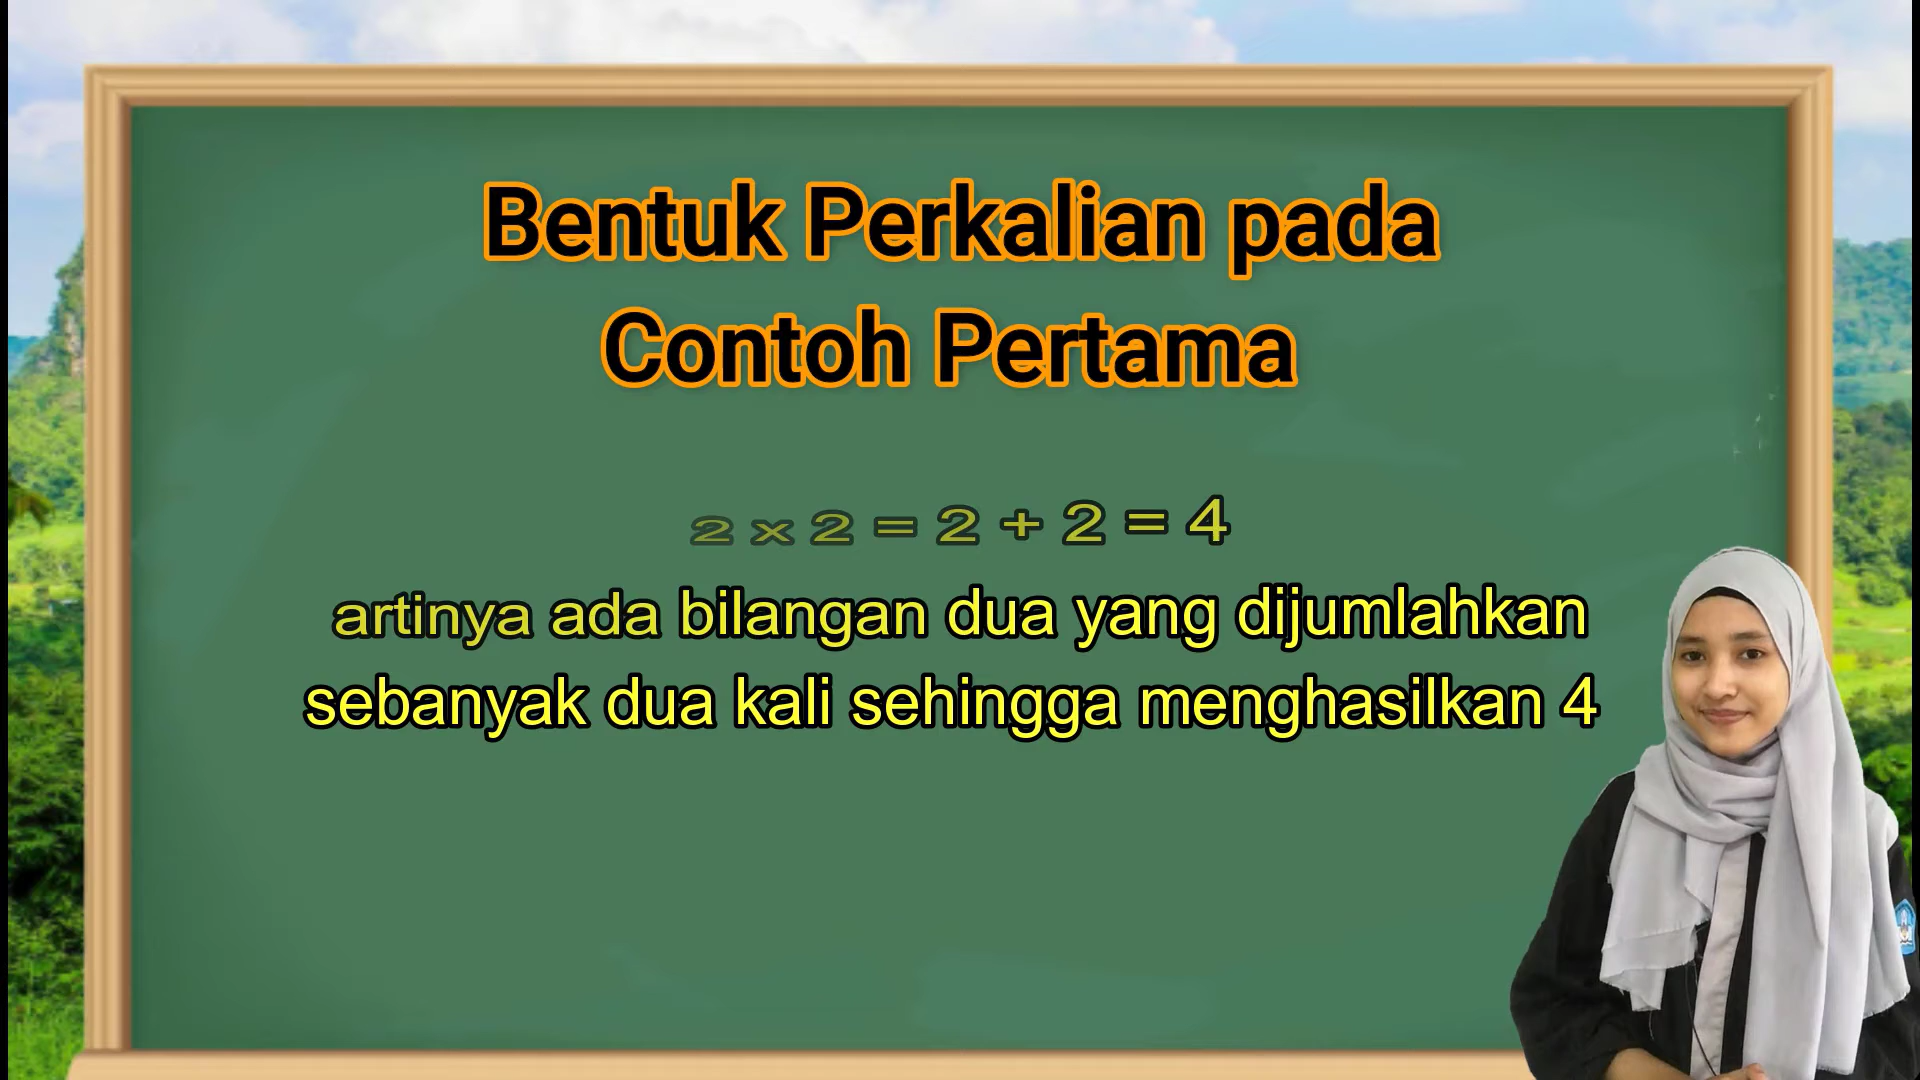 Bentuk Perkalian pada
Contoh Pertama
2 x 2 = 2 + 2 = 4
artinya ada bilangan dua yang dijumlahkan
sebanyak dua kali sehingga menghasilkan 4